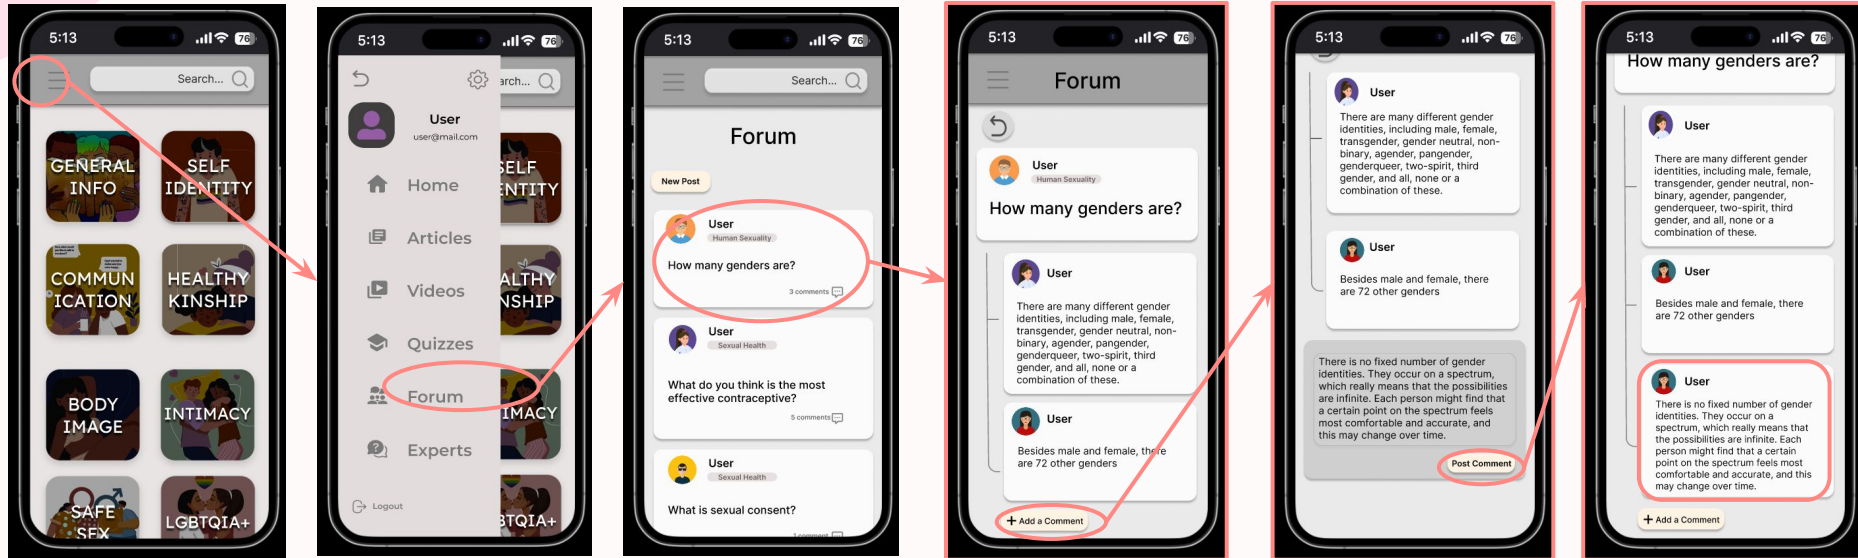 5:13
76
Search...
GENERAL
INFO
SELF
IDENTITY
COMMUN
ICATION
HEALTHY
KINSHIP
BODY
IMAGE
INTIMACY
SAFE
SEX
LGBTQIA+
5:13
76
arch...
User
user@mail.com
Home
Articles
Videos
Quizzes
Forum
Experts
Logout
SELF
ENTITY
ALTHY
NSHIP
IMACY
BTQIA+
5:13
76
Search...
Forum
New Post
User
Human Sexuality
How many genders are?
3 comments
User
Sexual Health
What do you think is the most
effective contraceptive?
5 comments
User
Sexual Health
What is sexual consent?
1 comment
5:13
76
Forum
User
Human Sexuality
How many genders are?
User
There are many different gender
identities, including male, female,
transgender, gender neutral, non-
binary, agender, pangender,
genderqueer, two-spirit, third
gender, and all, none or a
combination of these.
User
Besides male and female, there
are 72 other genders
+ Add a Comment
5:13
76
User
There are many different gender
identities, including male, female,
transgender, gender neutral, non-
binary, agender, pangender,
genderqueer, two-spirit, third
gender, and all, none or a
combination of these.
User
Besides male and female, there
are 72 other genders
There is no fixed number of gender
identities. They occur on a spectrum,
which really means that the possibilities
are infinite. Each person might find that
a certain point on the spectrum feels
most comfortable and accurate, and
this may change over time.
Post Comment
5:13
76
How many genders are?
User
There are many different gender
identities, including male, female,
transgender, gender neutral, non-
binary, agender, pangender,
genderqueer, two-spirit, third
gender, and all, none or a
combination of these.
User
Besides male and female, there
are 72 other genders
User
There is no fixed number of gender
identities. They occur on a
spectrum, which really means that
the possibilities are infinite. Each
person might find that a certain
point on the spectrum feels most
comfortable and accurate, and this
may change over time.
+ Add a Comment